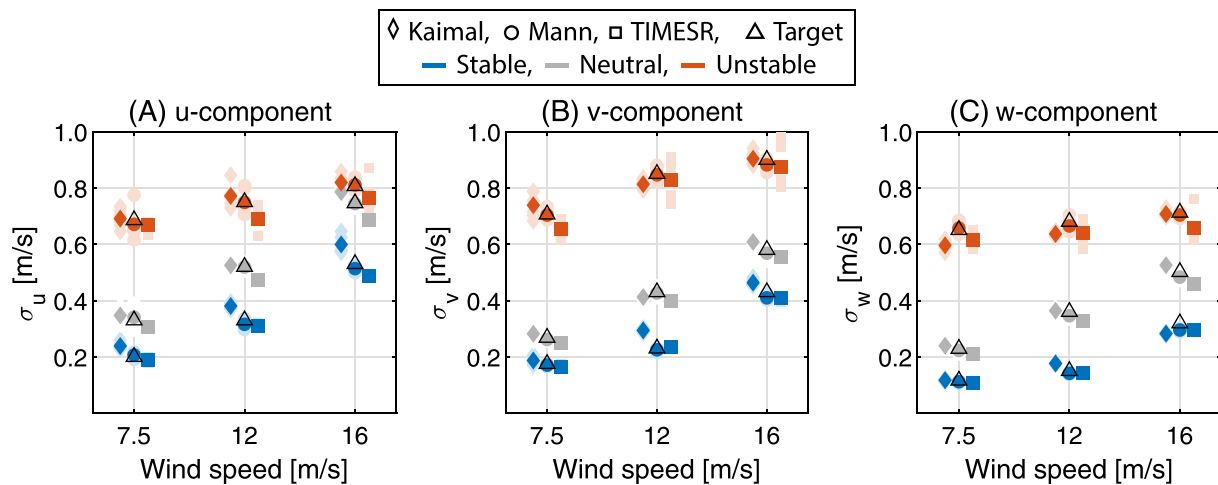 Kaimal, Mann, TIMESR, Target
Stable, Neutral, Unstable
(A) u-component
(B) v-component
(C) w-component
σu [m/s]
1.0
0.8
0.6
0.4
0.2
7.5 12 16
Wind speed [m/s]
σv [m/s]
1.0
0.8
0.6
0.4
0.2
7.5 12 16
Wind speed [m/s]
σw [m/s]
1.0
0.8
0.6
0.4
0.2
7.5 12 16
Wind speed [m/s]